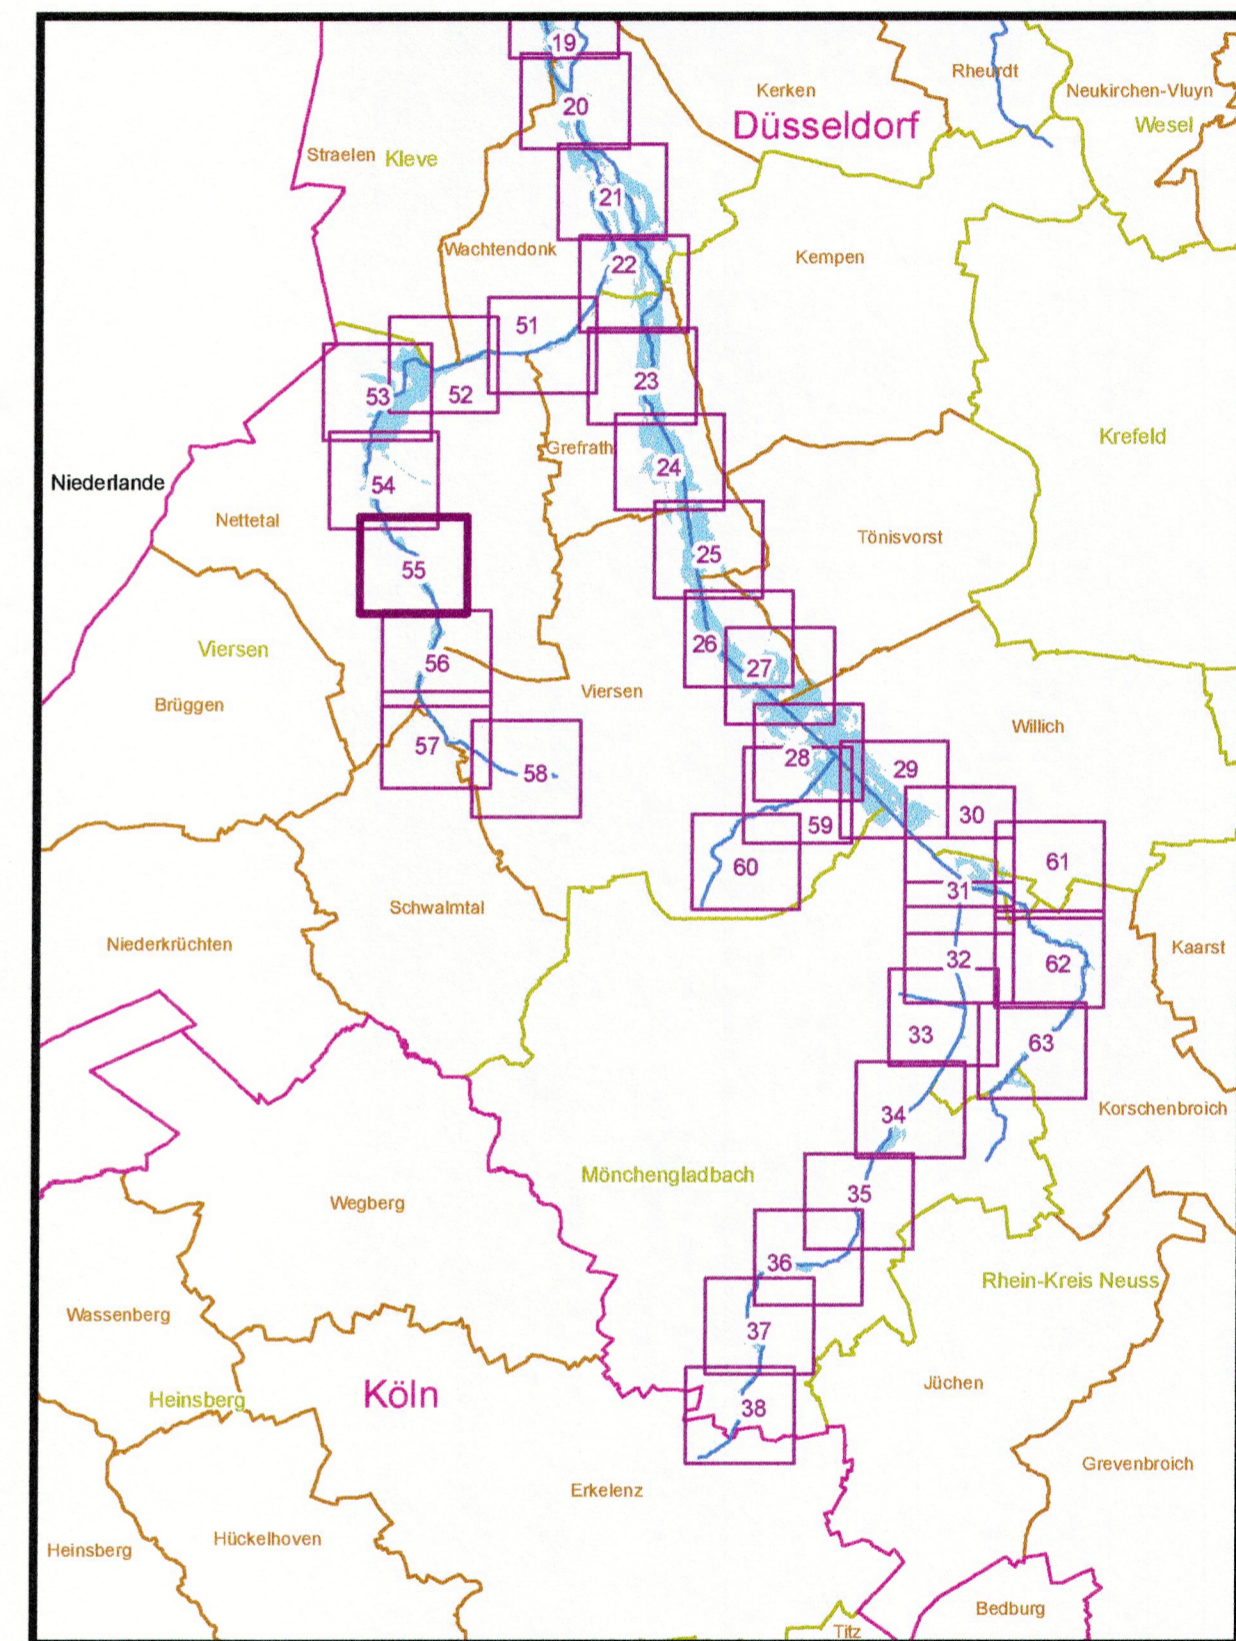 19
Rheurdt
Kerken
Neukirchen-Vluyn
20
Düsseldorf
Wesel
Straelen
Kleve
21
Wachtendonk
Kempen
22
51
23
53
52
Krefeld
Grefrath
24
Niederlande
54
Nettetal
Tönisvorst
25
55
26
Viersen
56
27
Viersen
Brüggen
Willich
57
28
29
58
30
59
61
60
31
Schwalmtal
Niederkrüchten
Kaarst
32
62
33
63
34
Korschenbroich
Mönchengladbach
35
Wegberg
36
Rhein-Kreis Neuss
Wassenberg
37
Jüchen
Köln
Heinsberg
38
Grevenbroich
Erkelenz
Hückelhoven
Heinsberg
Bedburg
Titz